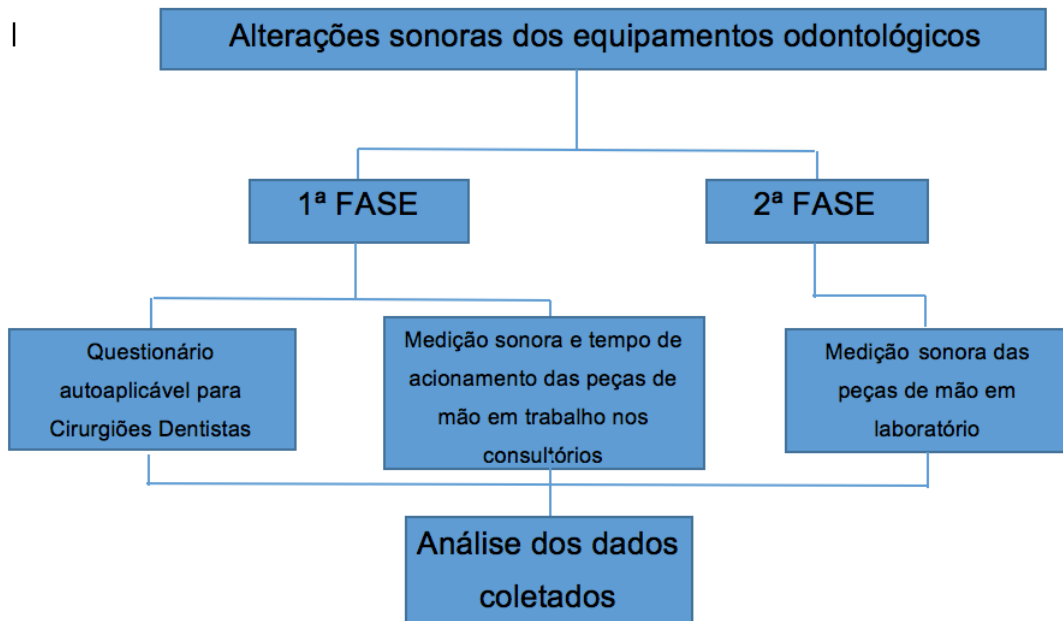 Alterações sonoras dos equipamentos odontológicos
1ª FASE
2ª FASE
Questionário
autoaplicável para
Cirurgiões Dentistas
Medição sonora e tempo de
acionamento das peças de
mão em trabalho nos
consultórios
Medição sonora das
peças de mão em
laboratório
Análise dos dados
coletados